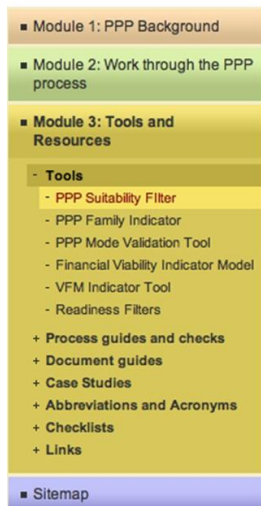 ▪ Module 1: PPP Background
▪ Module 2: Work through the PPP
process
▪ Module 3: Tools and
Resources
- Tools
- PPP Suitability FIlter
- PPP Family Indicator
- PPP Mode Validation Tool
- Financial Viability Indicator Model
- VFM Indicator Tool
- Readiness Filters
+ Process guides and checks
+ Document guides
+ Case Studies
+ Abbreviations and Acronyms
+ Checklists
+ Links
▪ Sitemap